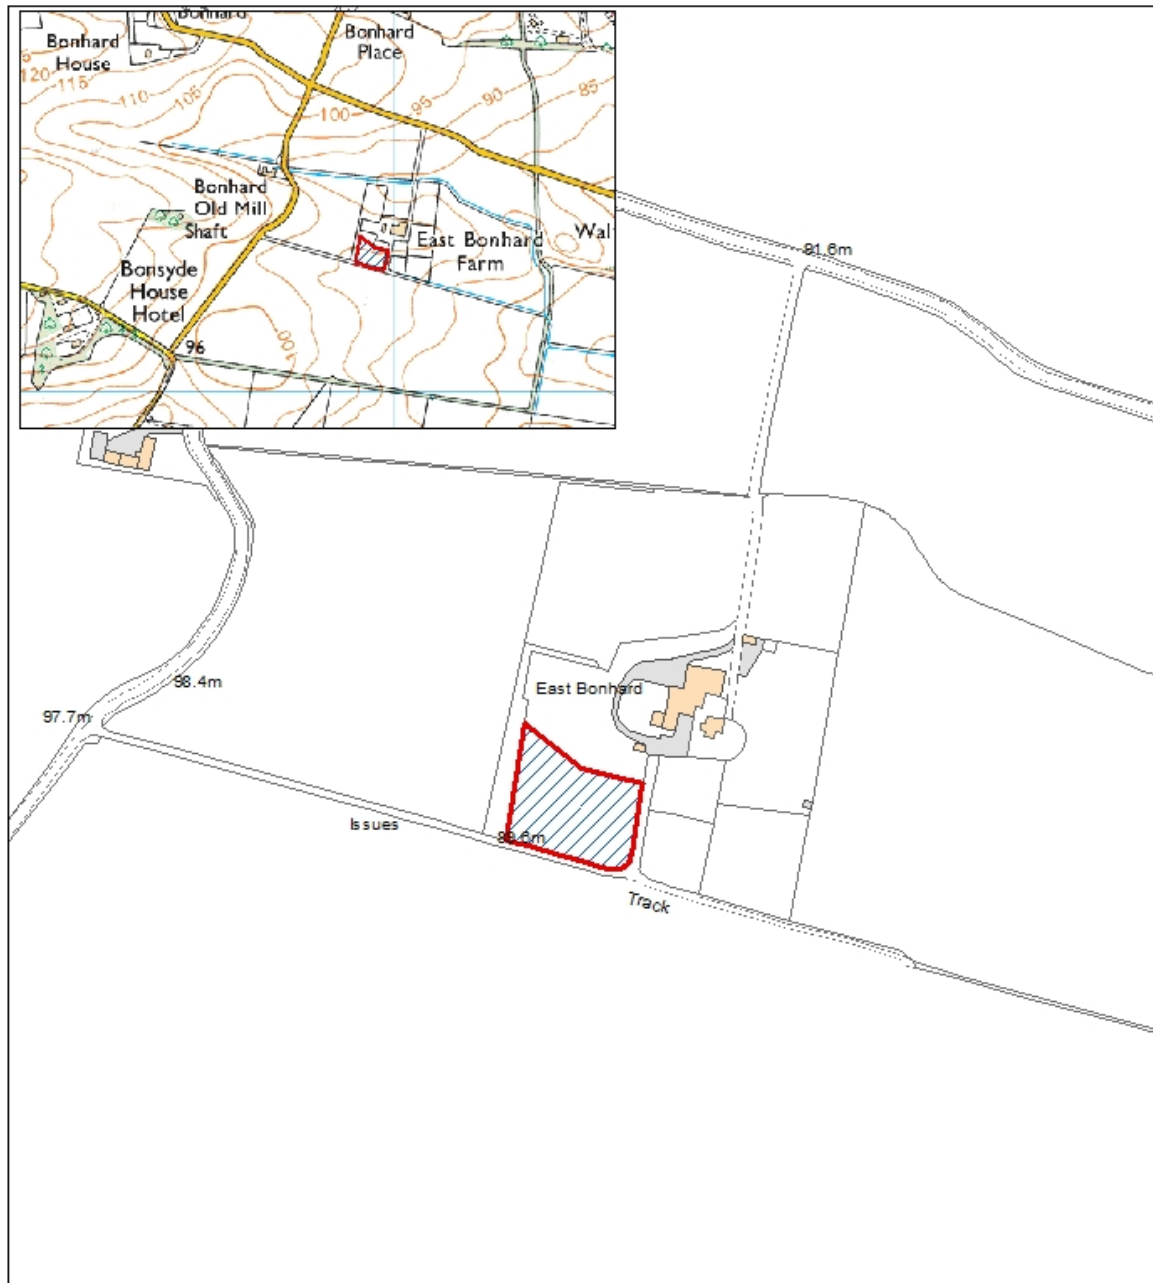 Bonhard
Bonhard
House
Bonhard
Place
120
115
110
105
100
95
90
85
Bonhard
Old Mill
Shaft
East Bonhard
Farm
Bonsyde
House
Hotel
96
100
91.6m
East Bonhard
98.4m
97.7m
Issues
Track